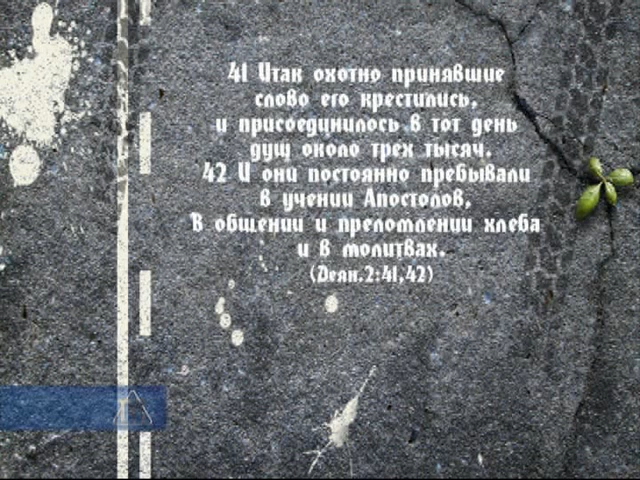 41 Итак охотно принявшие
слово его крестились,
и присоединилось в тот день
душ около трех тысяч.
42 И они постоянно пребывали
в учении Апостолов,
В общении и преломлении хлеба
и в молитвах.
(Деян.2:41,42)